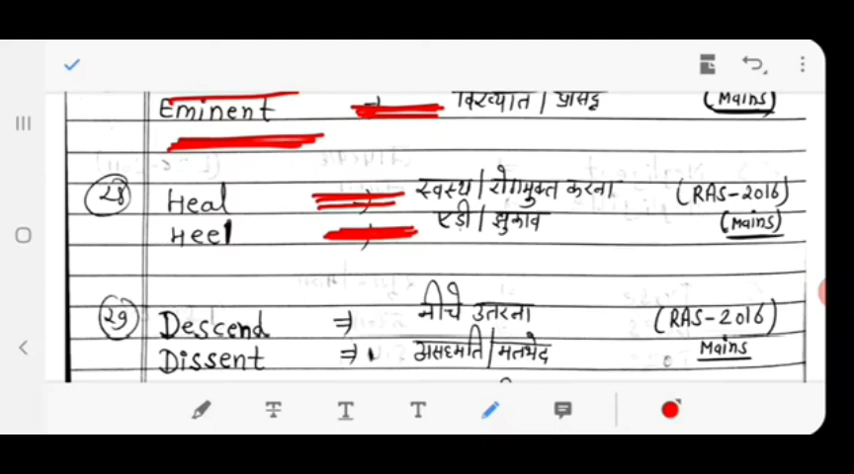 Eminent ⇒ विख्यात / प्रसिद्ध (Mains)
28 Heal ⇒ स्वस्थ / रोगमुक्त करना (RAS-2016)
Heel ⇒ एड़ी / झुकाव (Mains)
29 Descend ⇒ नीचे उतरना (RAS-2016)
Dissent ⇒ असहमति / मतभेद Mains
T T T